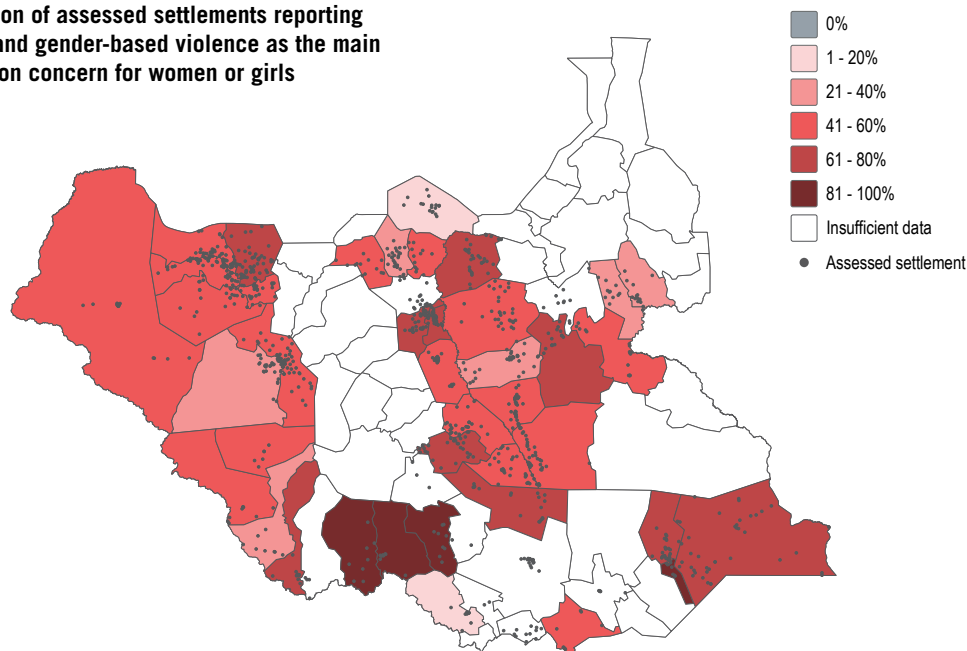 on of assessed settlements reporting
and gender-based violence as the main
on concern for women or girls
0%
1 - 20%
21 - 40%
41 - 60%
61 - 80%
81 - 100%
Insufficient data
Assessed settlement